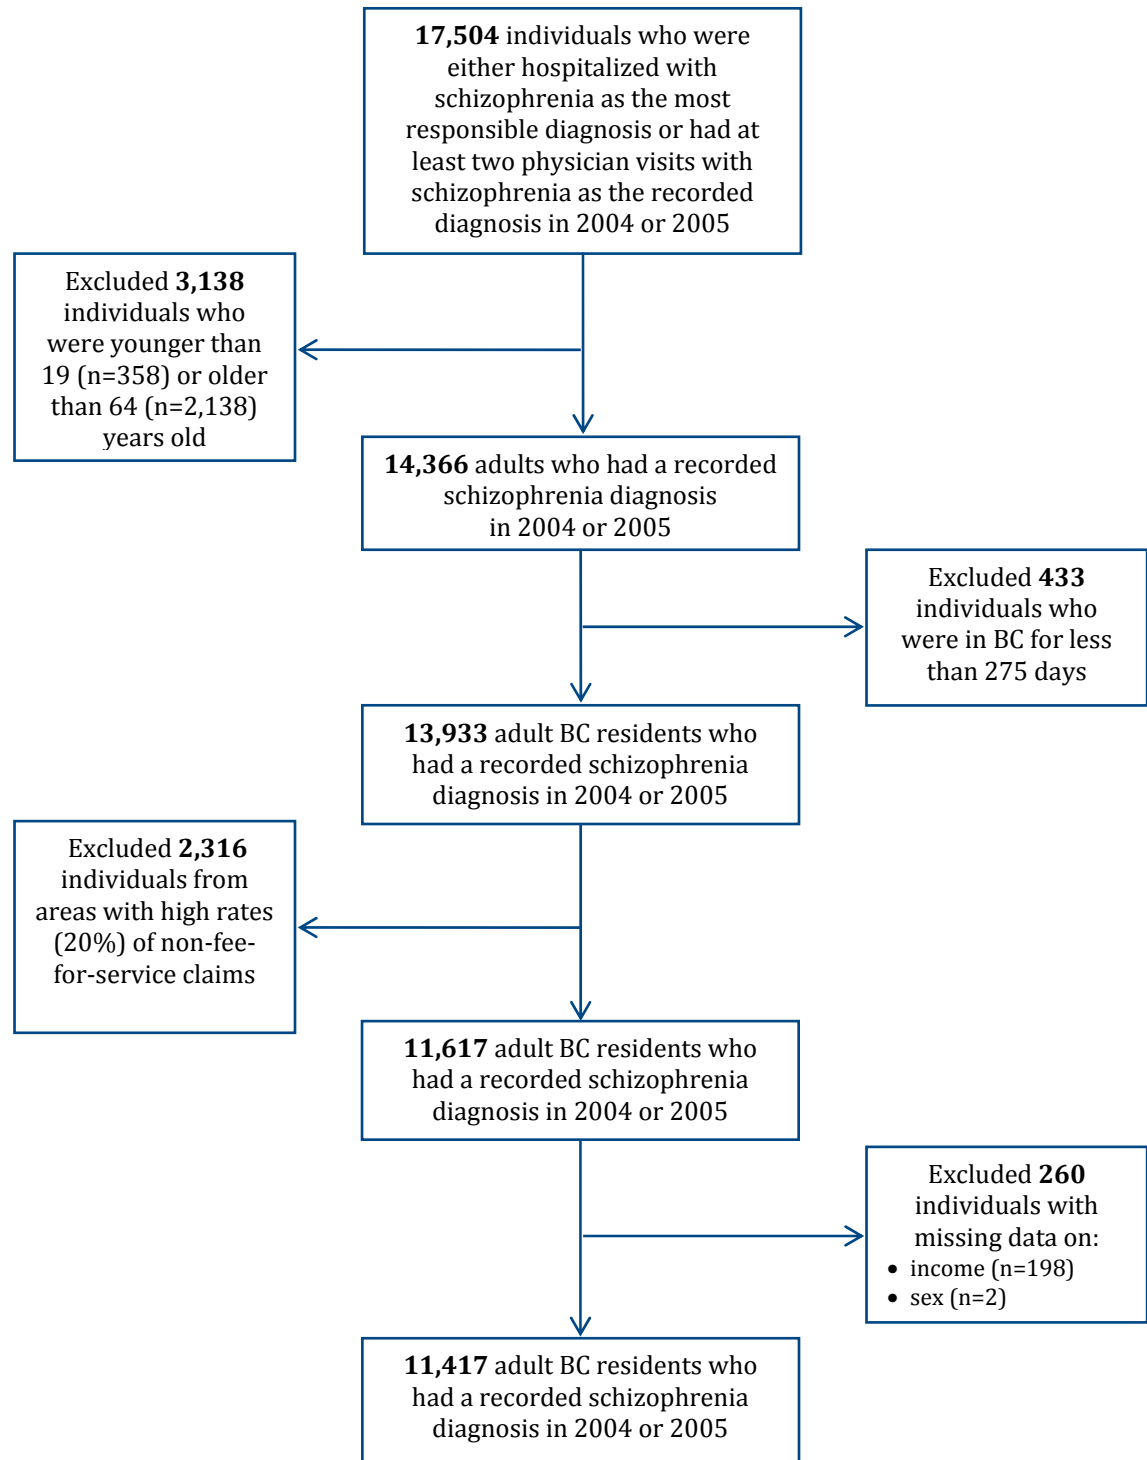 17,504 individuals who were
either hospitalized with
schizophrenia as the most
responsible diagnosis or had at
least two physician visits with
schizophrenia as the recorded
diagnosis in 2004 or 2005
Excluded 3,138
individuals who
were younger than
19 (n=358) or older
than 64 (n=2,138)
years old
14,366 adults who had a recorded
schizophrenia diagnosis
in 2004 or 2005
Excluded 433
individuals who
were in BC for less
than 275 days
13,933 adult BC residents who
had a recorded schizophrenia
diagnosis in 2004 or 2005
Excluded 2,316
individuals from
areas with high rates
(20%) of non-fee-
for-service claims
11,617 adult BC residents who
had a recorded schizophrenia
diagnosis in 2004 or 2005
Excluded 260
individuals with
missing data on:
• income (n=198)
• sex (n=2)
11,417 adult BC residents who
had a recorded schizophrenia
diagnosis in 2004 or 2005